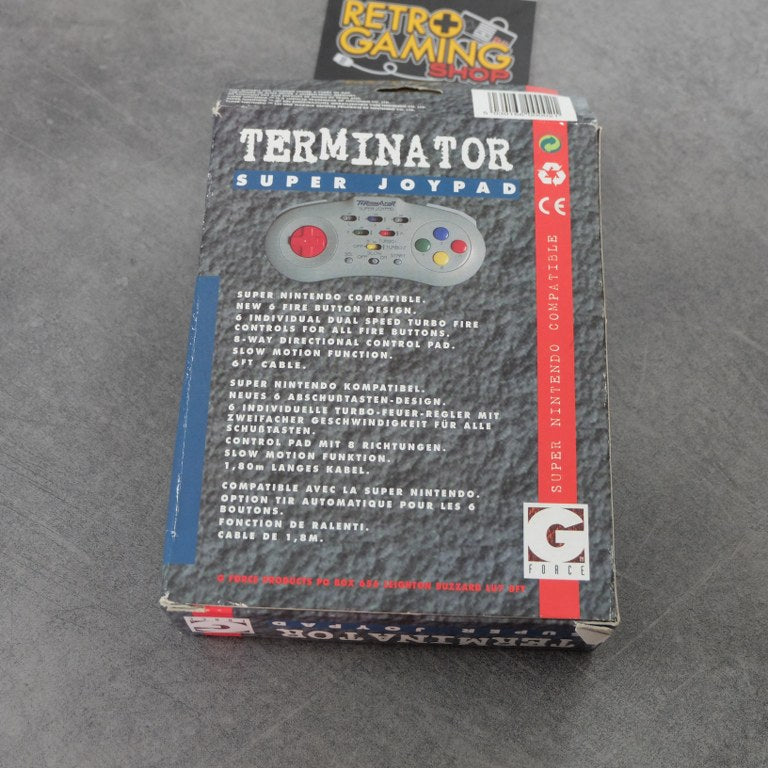 RETRO
GAMING
SHOP
TERMINATOR
SUPER JOYPAD
TERMINATOR
SUPER NINTENDO COMPATIBLE.
NEW 6 FIRE BUTTON DESIGN.
6 INDIVIDUAL DUAL SPEED TURBO FIRE
CONTROLS FOR ALL FIRE BUTTONS.
8-WAY DIRECTIONAL CONTROL PAD.
SLOW MOTION FUNCTION.
6FT CABLE.
SUPER NINTENDO KOMPATIBEL.
NEUES 6 ABSCHUßTASTEN-DESIGN.
6 INDIVIDUELLE TURBO-FEUER-REGLER MIT
ZWEIFACHER GESCHWINDIGKEIT FÜR ALLE
SCHUßTASTEN.
CONTROL PAD MIT 8 RICHTUNGEN.
SLOW MOTION FUNKTION.
1,80m LANGES KABEL.
COMPATIBLE AVEC LA SUPER NINTENDO.
OPTION TIR AUTOMATIQUE POUR LES 6
BOUTONS.
FONCTION DE RALENTI.
CABLE DE 1,8M.
G FORCE PRODUCTS PO BOX 656 LEIGHTON BUZZARD LU7
CE
SUPER NINTENDO COMPATIBLE
G
FORCE
G
TERMINATOR
SUPER JOYPAD